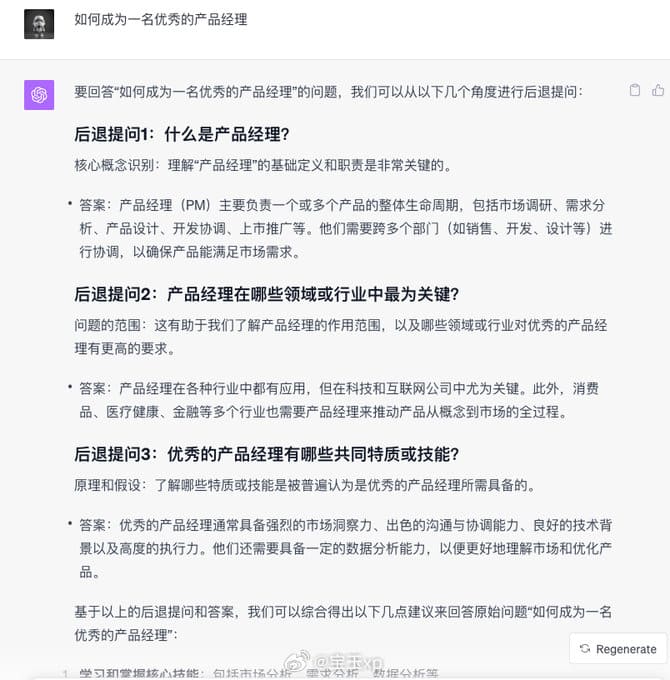 如何成为一名优秀的产品经理
要回答“如何成为一名优秀的产品经理”的问题，我们可以从以下几个角度进行后退提问：
后退提问1：什么是产品经理?
核心概念识别：理解“产品经理”的基础定义和职责是非常关键的。
• 答案：产品经理（PM）主要负责一个或多个产品的整体生命周期，包括市场调研、需求分
析、产品设计、开发协调、上市推广等。他们需要跨多个部门（如销售、开发、设计等）进
行协调，以确保产品能满足市场需求。
后退提问2：产品经理在哪些领域或行业中最为关键?
问题的范围：这有助于我们了解产品经理的作用范围，以及哪些领域或行业对优秀的产品经
理有更高的要求。
• 答案：产品经理在各种行业中都有应用，但在科技和互联网公司中尤为关键。此外，消费
品、医疗健康、金融等多个行业也需要产品经理来推动产品从概念到市场的全过程。
后退提问3：优秀的产品经理有哪些共同特质或技能?
原理和假设：了解哪些特质或技能是被普遍认为是优秀的产品经理所需具备的。
• 答案：优秀的产品经理通常具备强烈的市场洞察力、出色的沟通与协调能力、良好的技术背
景以及高度的执行力。他们还需要具备一定的数据分析能力，以便更好地理解市场和优化产
品。
基于以上的后退提问和答案，我们可以综合得出以下几点建议来回答原始问题“如何成为一名
优秀的产品经理”：
Regenerate
@宝玉xp
1. 学习和掌握核心技能：包括市场分析、需求分析、数据分析等